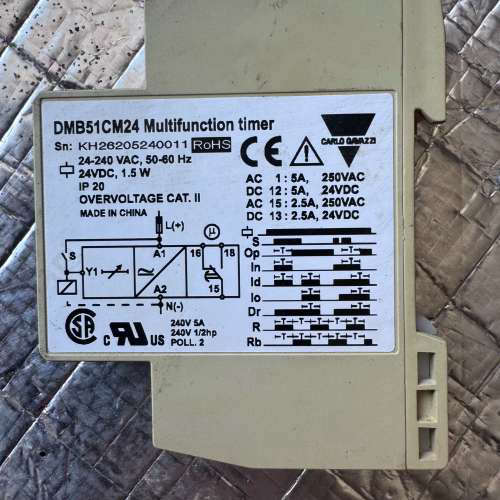 DMB51CM24 Multifunction timer
Sn: KH26205240011 RoHS
24-240 VAC, 50-60 Hz
24VDC, 1.5 W
IP 20
OVERVOLTAGE CAT. II
MADE IN CHINA
CE
CARLO GAVAZZI
AC 1 : 5A, 250VAC
DC 12 : 5A, 24VDC
AC 15 : 2.5A, 250VAC
DC 13 : 2.5A, 24VDC
L(+)
μ
S
A1
16
18
Y1
15
A2
N(-)
S
Op
In
Id
Io
Dr
R
Rb
T
SA
c RU US
240V 5A
240V 1/2hp
POLL. 2